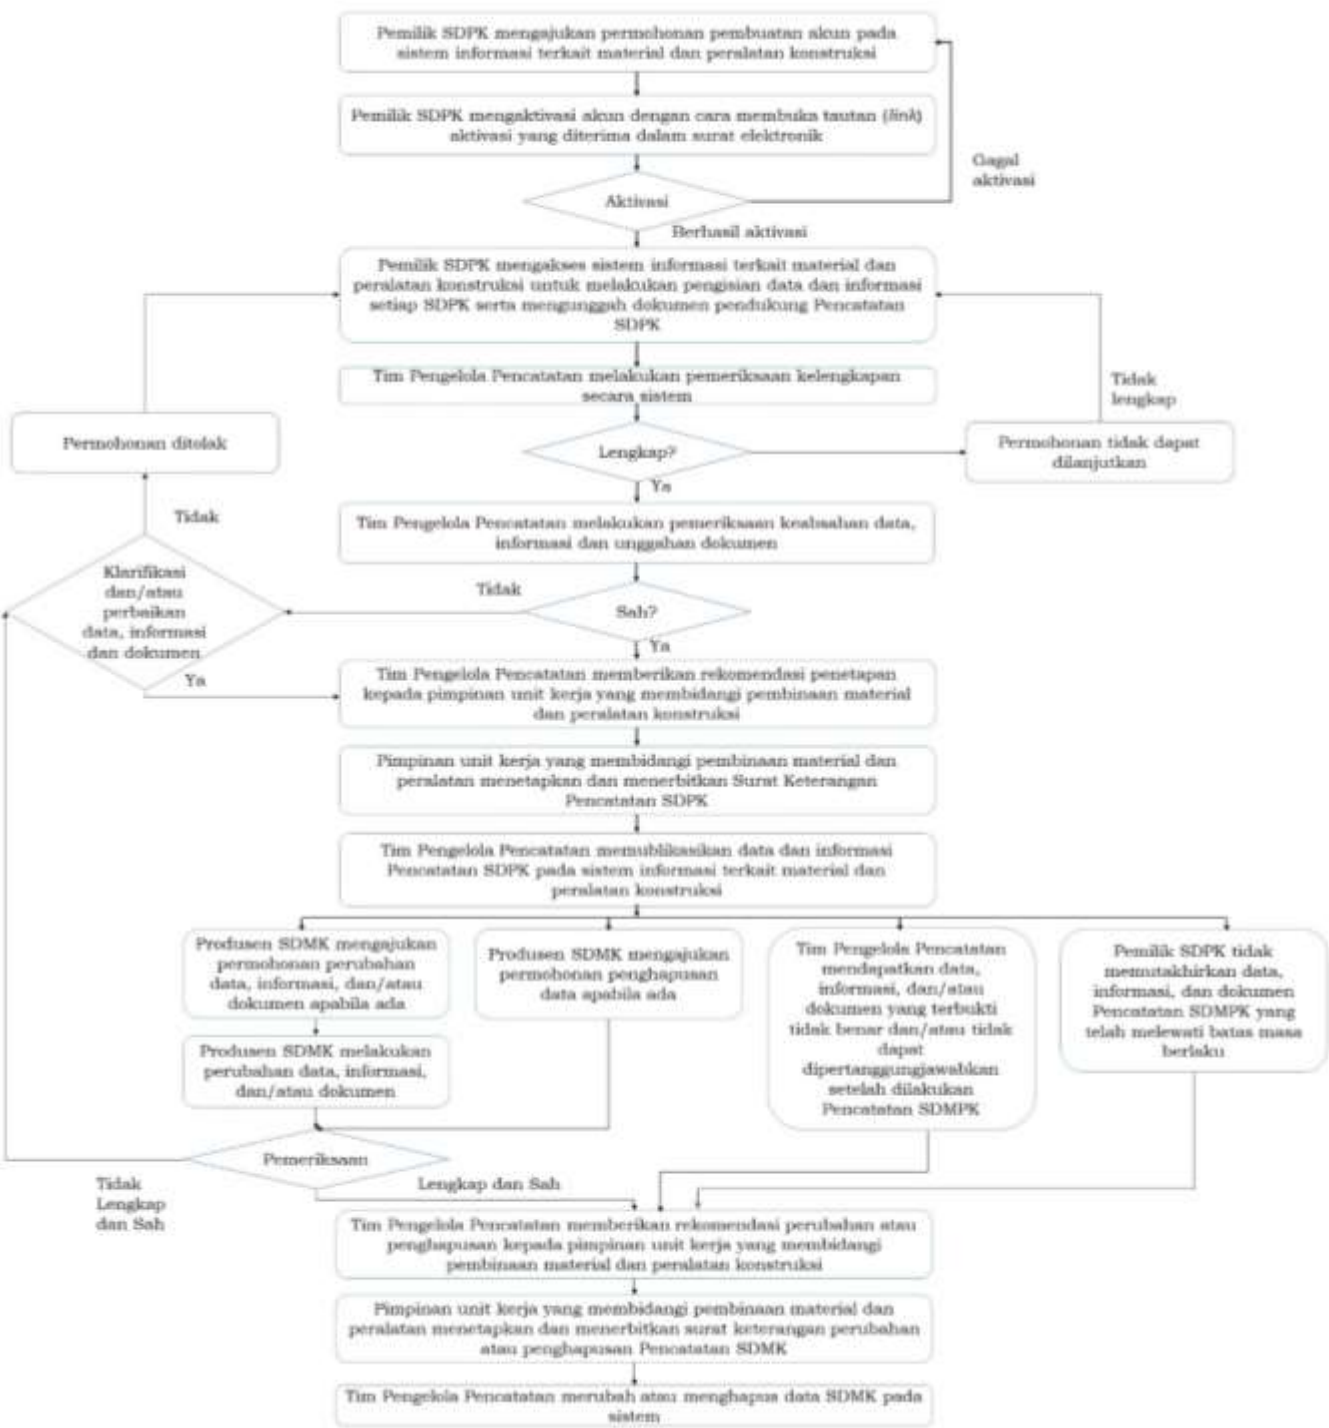 Pemilik SDPK mengajukan permohonan pembuatan akun pada
sistem informasi terkait material dan peralatan konstruksi
Pemilik SDPK mengaktivasi akun dengan cara membuka tautan (link)
aktivasi yang diterima dalam surat elektronik
Gagal
aktivasi
Aktivasi
Berhasil aktivasi
Pemilik SDPK mengakses sistem informasi terkait material dan
peralatan konstruksi untuk melakukan pengisian data dan informasi
setiap SDPK serta mengunggah dokumen pendukung Pencatatan
SDPK
Tim Pengelola Pencatatan melakukan pemeriksaan kelengkapan
secara sistem
Tidak
lengkap
Permohonan ditolak
Lengkap?
Permohonan tidak dapat
dilanjutkan
Ya
Tidak
Tim Pengelola Pencatatan melakukan pemeriksaan keabsahan data,
informasi dan unggahan dokumen
Klarifikasi
dan/atau
perbaikan
data, informasi
dan dokumen
Tidak
Sah?
Ya
Ya
Tim Pengelola Pencatatan memberikan rekomendasi penetapan
kepada pimpinan unit kerja yang membidangi pembinaan material
dan peralatan konstruksi
Pimpinan unit kerja yang membidangi pembinaan material dan
peralatan menetapkan dan menerbitkan Surat Keterangan
Pencatatan SDPK
Tim Pengelola Pencatatan memublikasikan data dan informasi
Pencatatan SDPK pada sistem informasi terkait material dan
peralatan konstruksi
Produsen SDMK mengajukan
permohonan perubahan
data, informasi, dan/atau
dokumen apabila ada
Produsen SDMK mengajukan
permohonan penghapusan
data apabila ada
Tim Pengelola Pencatatan
mendapatkan data,
informasi, dan/atau
dokumen yang terbukti
tidak benar dan/atau tidak
dapat
dipertanggungjawabkan
setelah dilakukan
Pencatatan SDMPK
Pemilik SDPK tidak
memutakhirkan data,
informasi, dan dokumen
Pencatatan SDMPK yang
telah melewati batas masa
berlaku
Produsen SDMK melakukan
perubahan data, informasi,
dan/atau dokumen
Pemeriksaan
Tidak
Lengkap
dan Sah
Lengkap dan Sah
Tim Pengelola Pencatatan memberikan rekomendasi perubahan atau
penghapusan kepada pimpinan unit kerja yang membidangi
pembinaan material dan peralatan konstruksi
Pimpinan unit kerja yang membidangi pembinaan material dan
peralatan menetapkan dan menerbitkan surat keterangan perubahan
atau penghapusan Pencatatan SDMK
Tim Pengelola Pencatatan merubah atau menghapus data SDMK pada
sistem